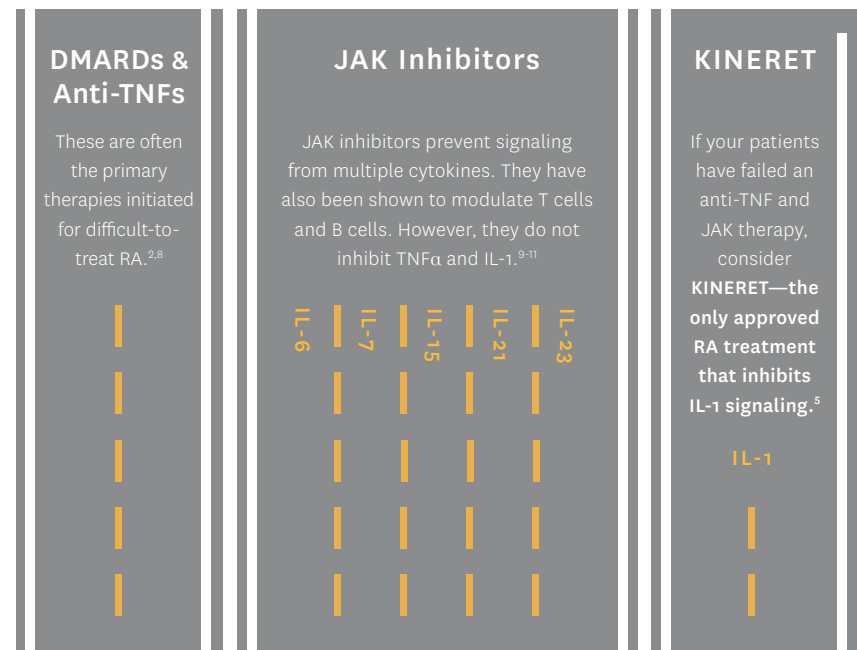 DMARDs &
Anti-TNFs
These are often
the primary
therapies initiated
for difficult-to-
treat RA.2,8
JAK Inhibitors
JAK inhibitors prevent signaling
from multiple cytokines. They have
also been shown to modulate T cells
and B cells. However, they do not
inhibit TNFα and IL-1.9-11
IL-6
IL-7
IL-15
IL-21
IL-23
KINERET
If your patients
have failed an
anti-TNF and
JAK therapy,
consider
KINERET—the
only approved
RA treatment
that inhibits
IL-1 signaling.5
IL-1